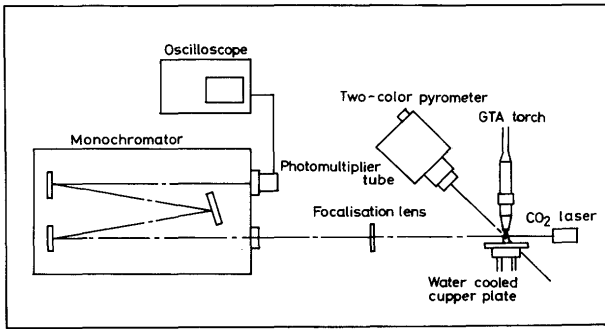 Oscilloscope
Monochromator
Two-color pyrometer
GTA torch
Photomultiplier
tube
Focalisation lens
CO₂ laser
Water cooled
cupper plate